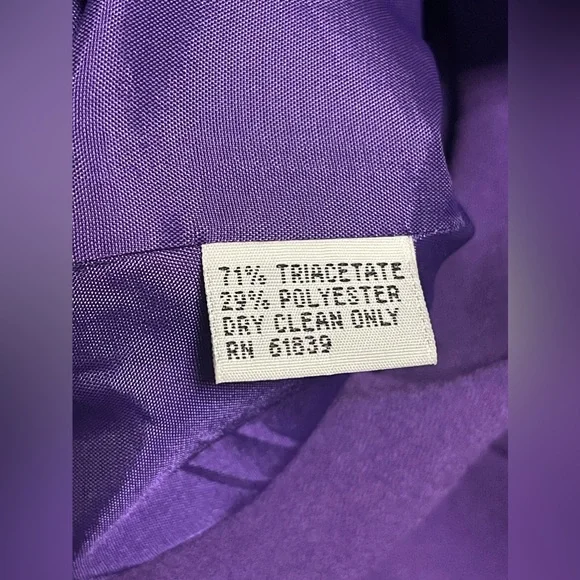 71% TRIACETATE
29% POLYESTER
DRY CLEAN ONLY
RN 61839